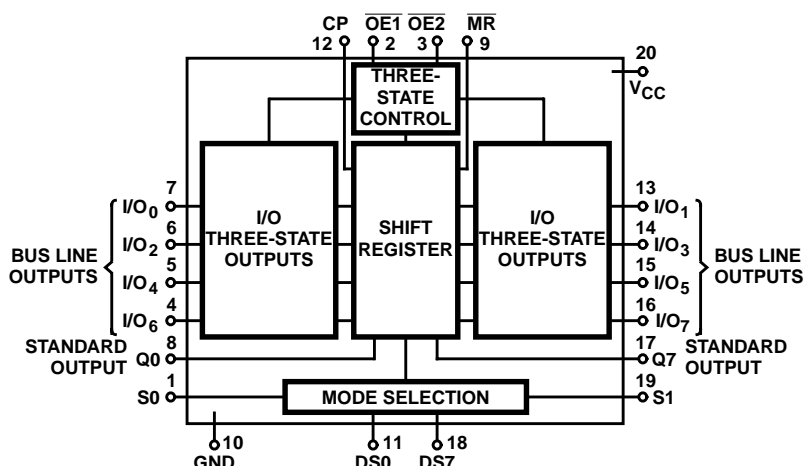 CP OE1 OE2 MR
12 2 3 9
20
VCC
THREE-
STATE
CONTROL
7
I/O0
6
I/O2
5
I/O4
4
I/O6
BUS LINE
OUTPUTS
I/O
THREE-STATE
OUTPUTS
SHIFT
REGISTER
I/O
THREE-STATE
OUTPUTS
13
I/O1
14
I/O3
15
I/O5
16
I/O7
BUS LINE
OUTPUTS
STANDARD
OUTPUT
8
Q0
17
Q7
STANDARD
OUTPUT
1
S0
MODE SELECTION
19
S1
10
GND
11
DS0
18
DS7